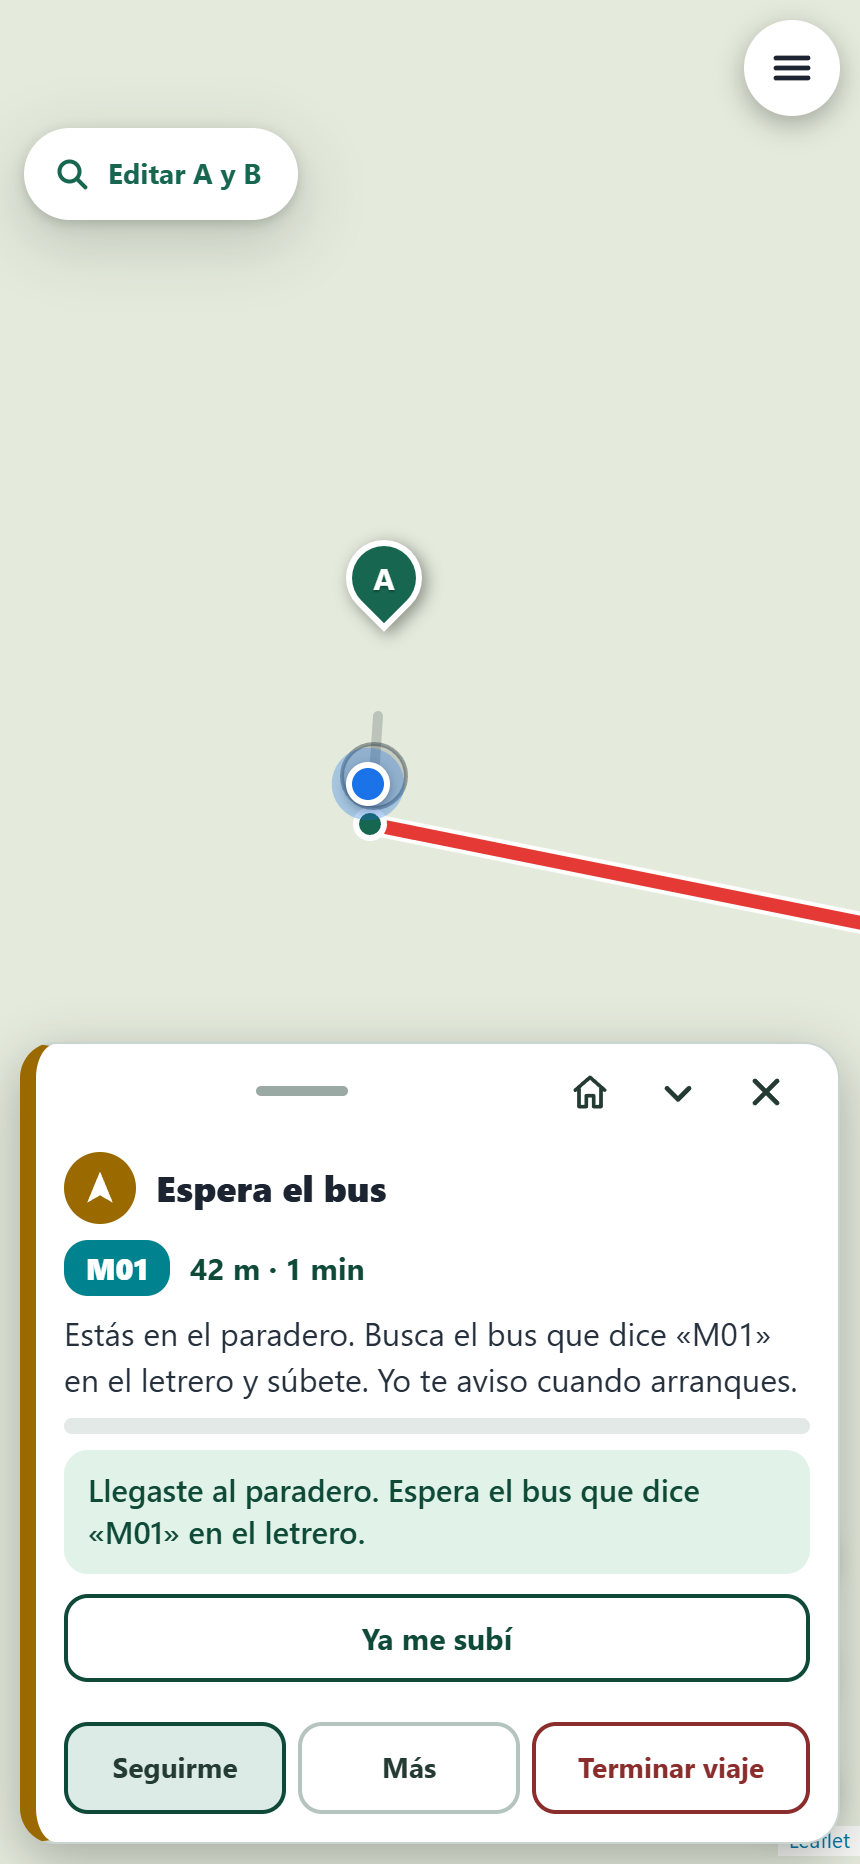 Editar A y B
A
Espera el bus
M01 42 m · 1 min
Estás en el paradero. Busca el bus que dice «M01»
en el letrero y súbete. Yo te aviso cuando arranques.
Llegaste al paradero. Espera el bus que dice
«M01» en el letrero.
Ya me subí
Seguirme Más Terminar viaje
Leaflet